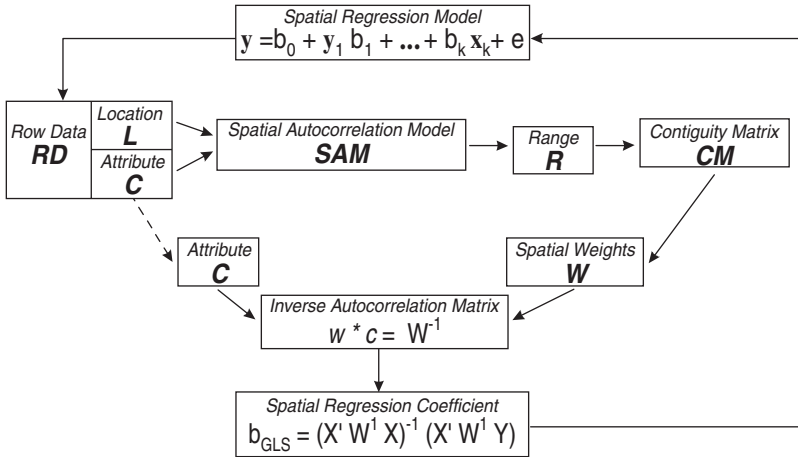 Spatial Regression Model
y =b₀ + y₁ b₁ + ... + bₖ xₖ+ e
Row Data
RD
Location
L
Attribute
C
Spatial Autocorrelation Model
SAM
Range
R
Contiguity Matrix
CM
Attribute
C
Spatial Weights
W
Inverse Autocorrelation Matrix
w * c = W⁻¹
Spatial Regression Coefficient
b_GLS = (X' W¹ X)⁻¹ (X' W¹ Y)